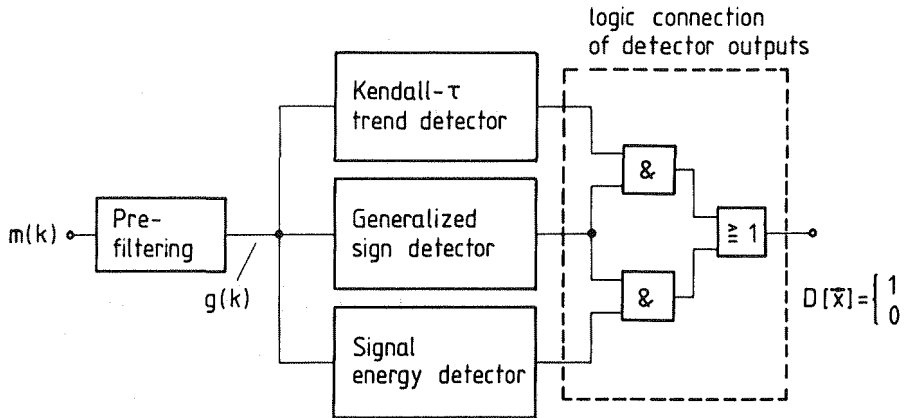 logic connection
of detector outputs
Kendall-τ
trend detector
&
m(k)
Pre-
filtering
g(k)
Generalized
sign detector
≧ 1
&
D[x̄]={1
0
Signal
energy detector